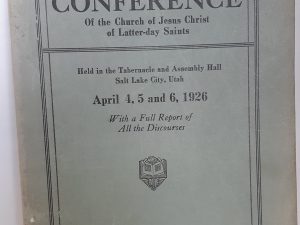 CONFERENCE
Of the Church of Jesus Christ
of Latter-day Saints
Held in the Tabernacle and Assembly Hall
Salt Lake City, Utah
April 4, 5 and 6, 1926
With a Full Report of
All the Discourses